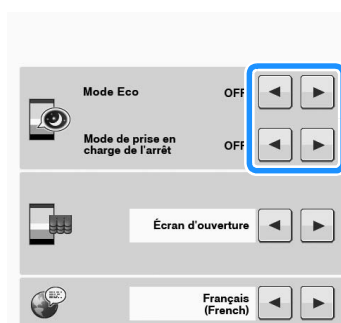 Mode Eco OFF
Mode de prise en
charge de l'arrêt OFF
Écran d'ouverture
Français
(French)